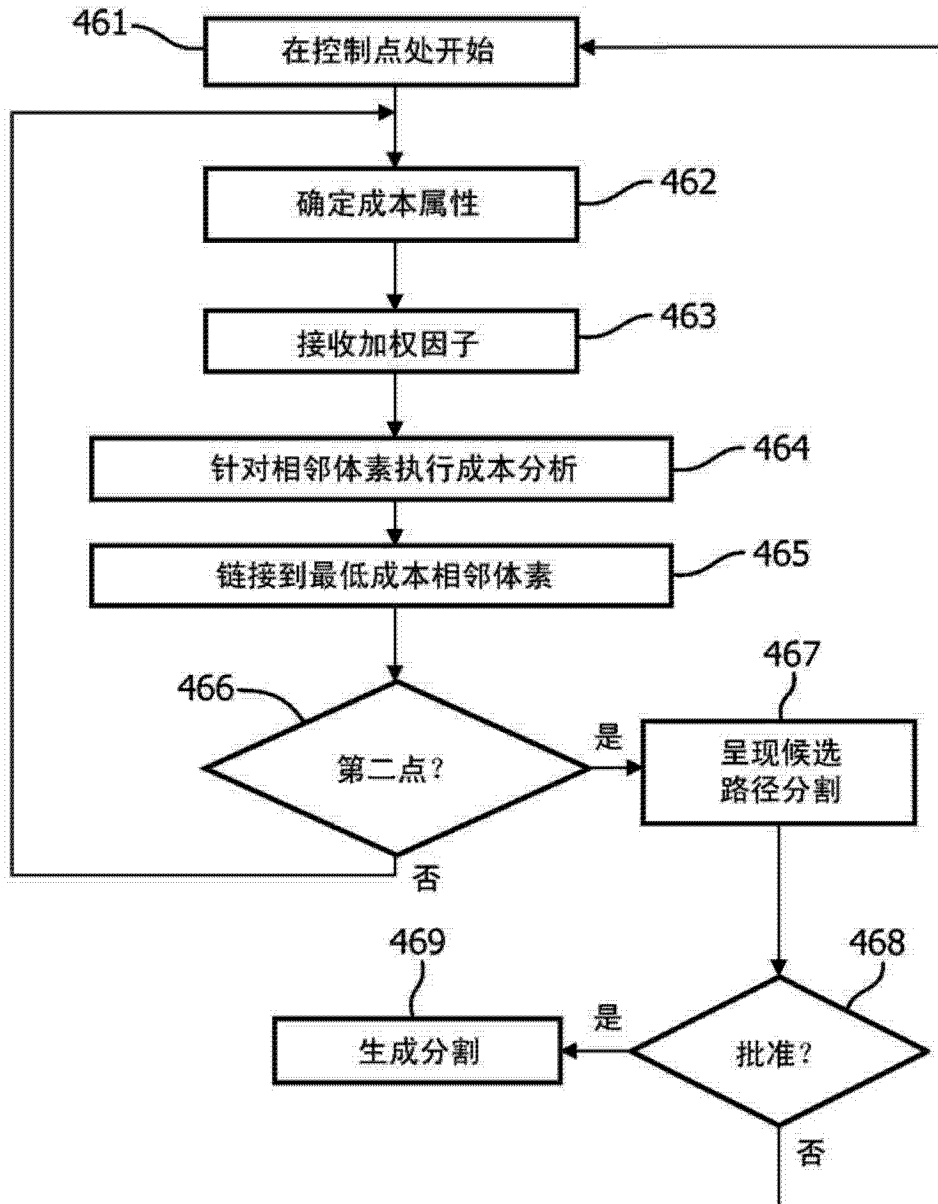 461
在控制点处开始
确定成本属性
462
接收加权因子
463
针对相邻体素执行成本分析
464
链接到最低成本相邻体素
465
466
第二点?
是
否
467
呈现候选
路径分割
468
批准?
是
否
469
生成分割